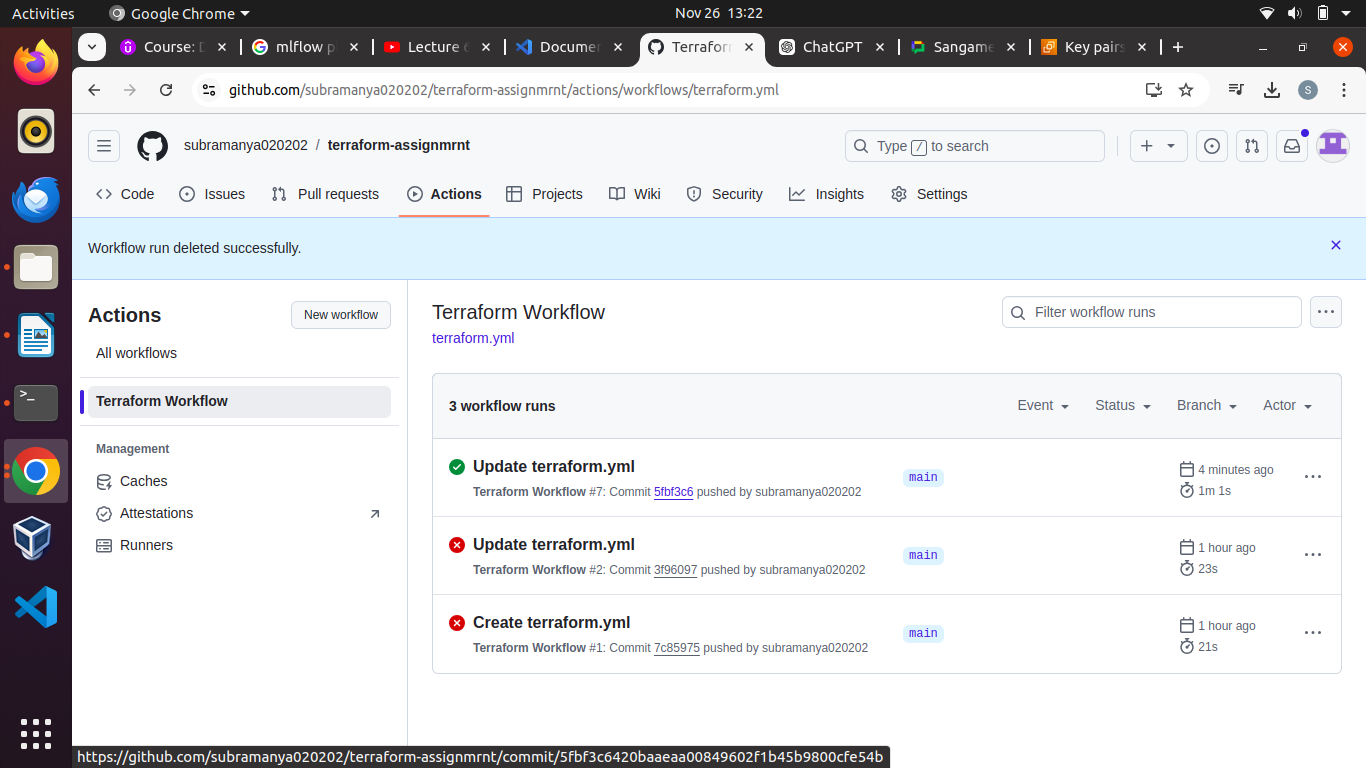 Activities Google Chrome Nov 26 13:22
Course: D mlflow p Lecture 6 Documen Terraform ChatGPT Sangame Key pairs
github.com/subramanya020202/terraform-assignmrnt/actions/workflows/terraform.yml S
subramanya020202 / terraform-assignmrnt Type / to search
Code Issues Pull requests Actions Projects Wiki Security Insights Settings
Workflow run deleted successfully.
Actions New workflow
All workflows
Terraform Workflow
Management
Caches
Attestations
Runners
Terraform Workflow
terraform.yml
Filter workflow runs
3 workflow runs Event Status Branch Actor
Update terraform.yml
Terraform Workflow #7: Commit 5fbf3c6 pushed by subramanya020202
main
4 minutes ago
1m 1s
Update terraform.yml
Terraform Workflow #2: Commit 3f96097 pushed by subramanya020202
main
1 hour ago
23s
Create terraform.yml
Terraform Workflow #1: Commit 7c85975 pushed by subramanya020202
main
1 hour ago
21s
https://github.com/subramanya020202/terraform-assignmrnt/commit/5fbf3c6420baaeaa00849602f1b45b9800cfe54b